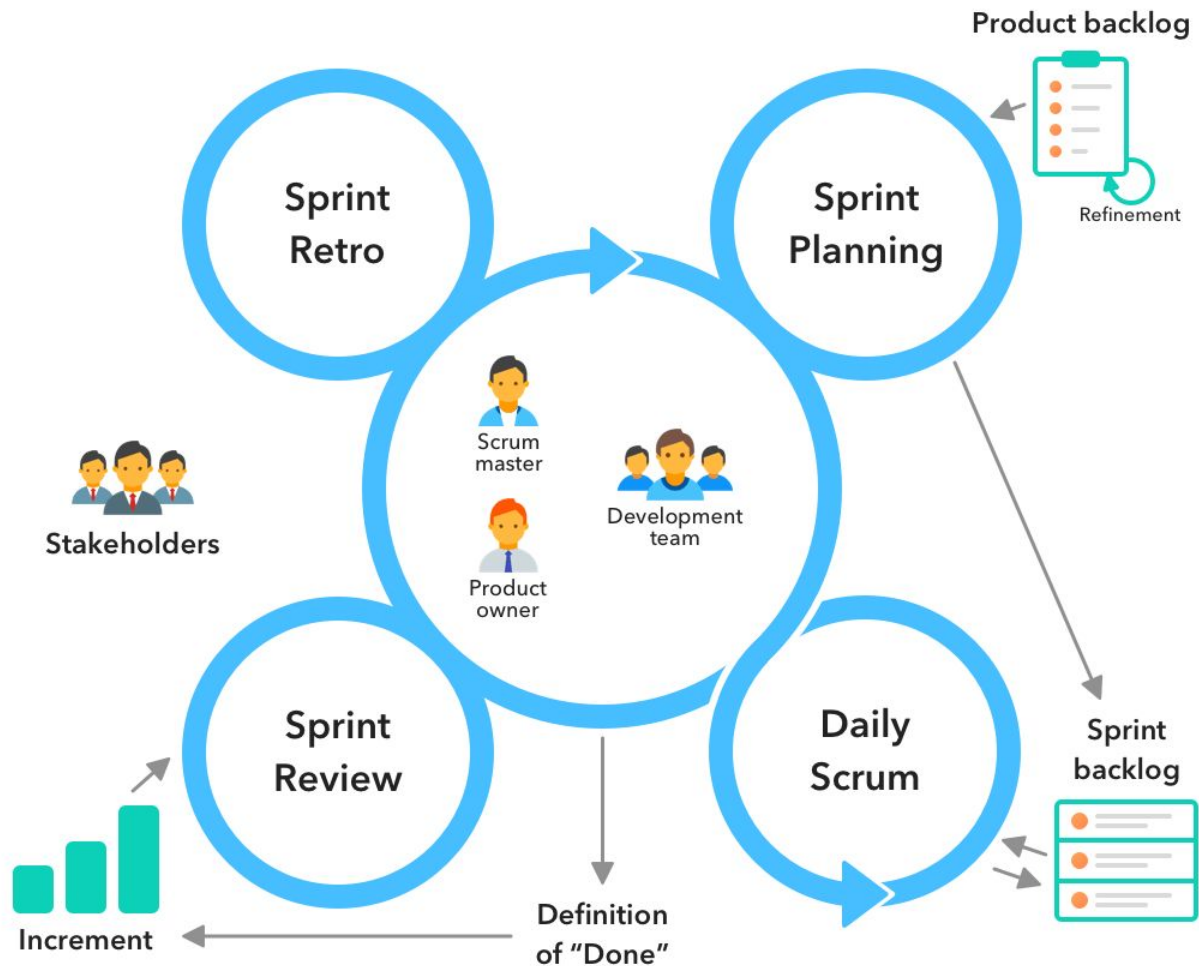 Product backlog
Refinement
Sprint
Retro
Sprint
Planning
Scrum
master
Development
team
Product
owner
Stakeholders
Sprint
Review
Daily
Scrum
Sprint
backlog
Increment
Definition
of “Done”